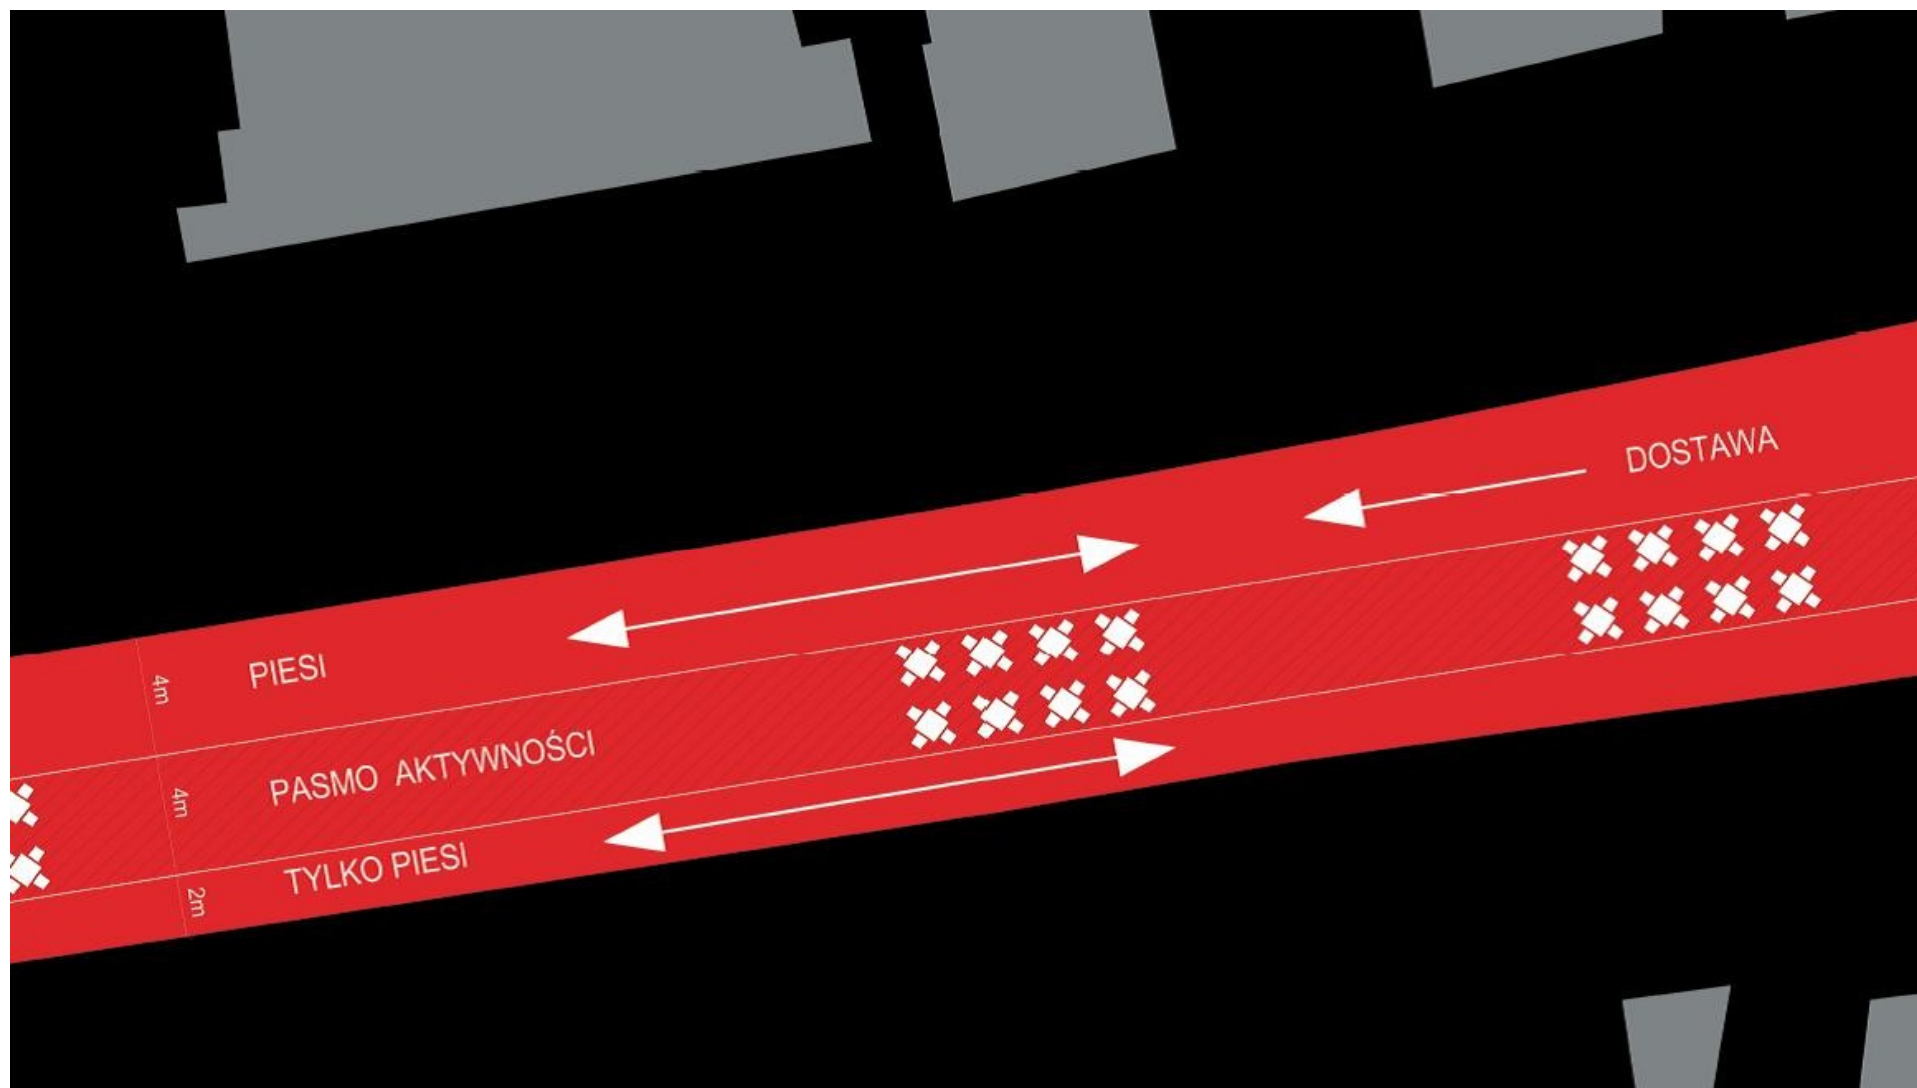 DOSTAWA
4m
PIESI
4m
PASMO AKTYWNOŚCI
2m
TYLKO PIESI